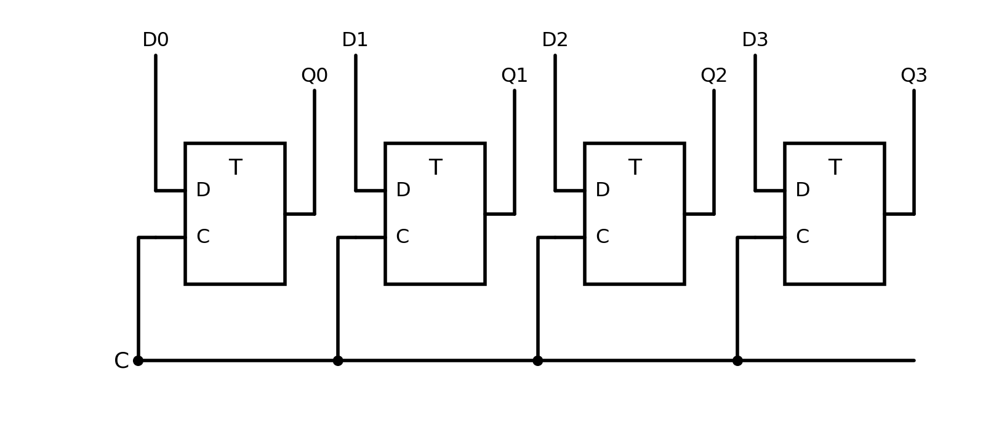 D0 D1 D2 D3
Q0 Q1 Q2 Q3
T T T T
D D D D
C C C C
C